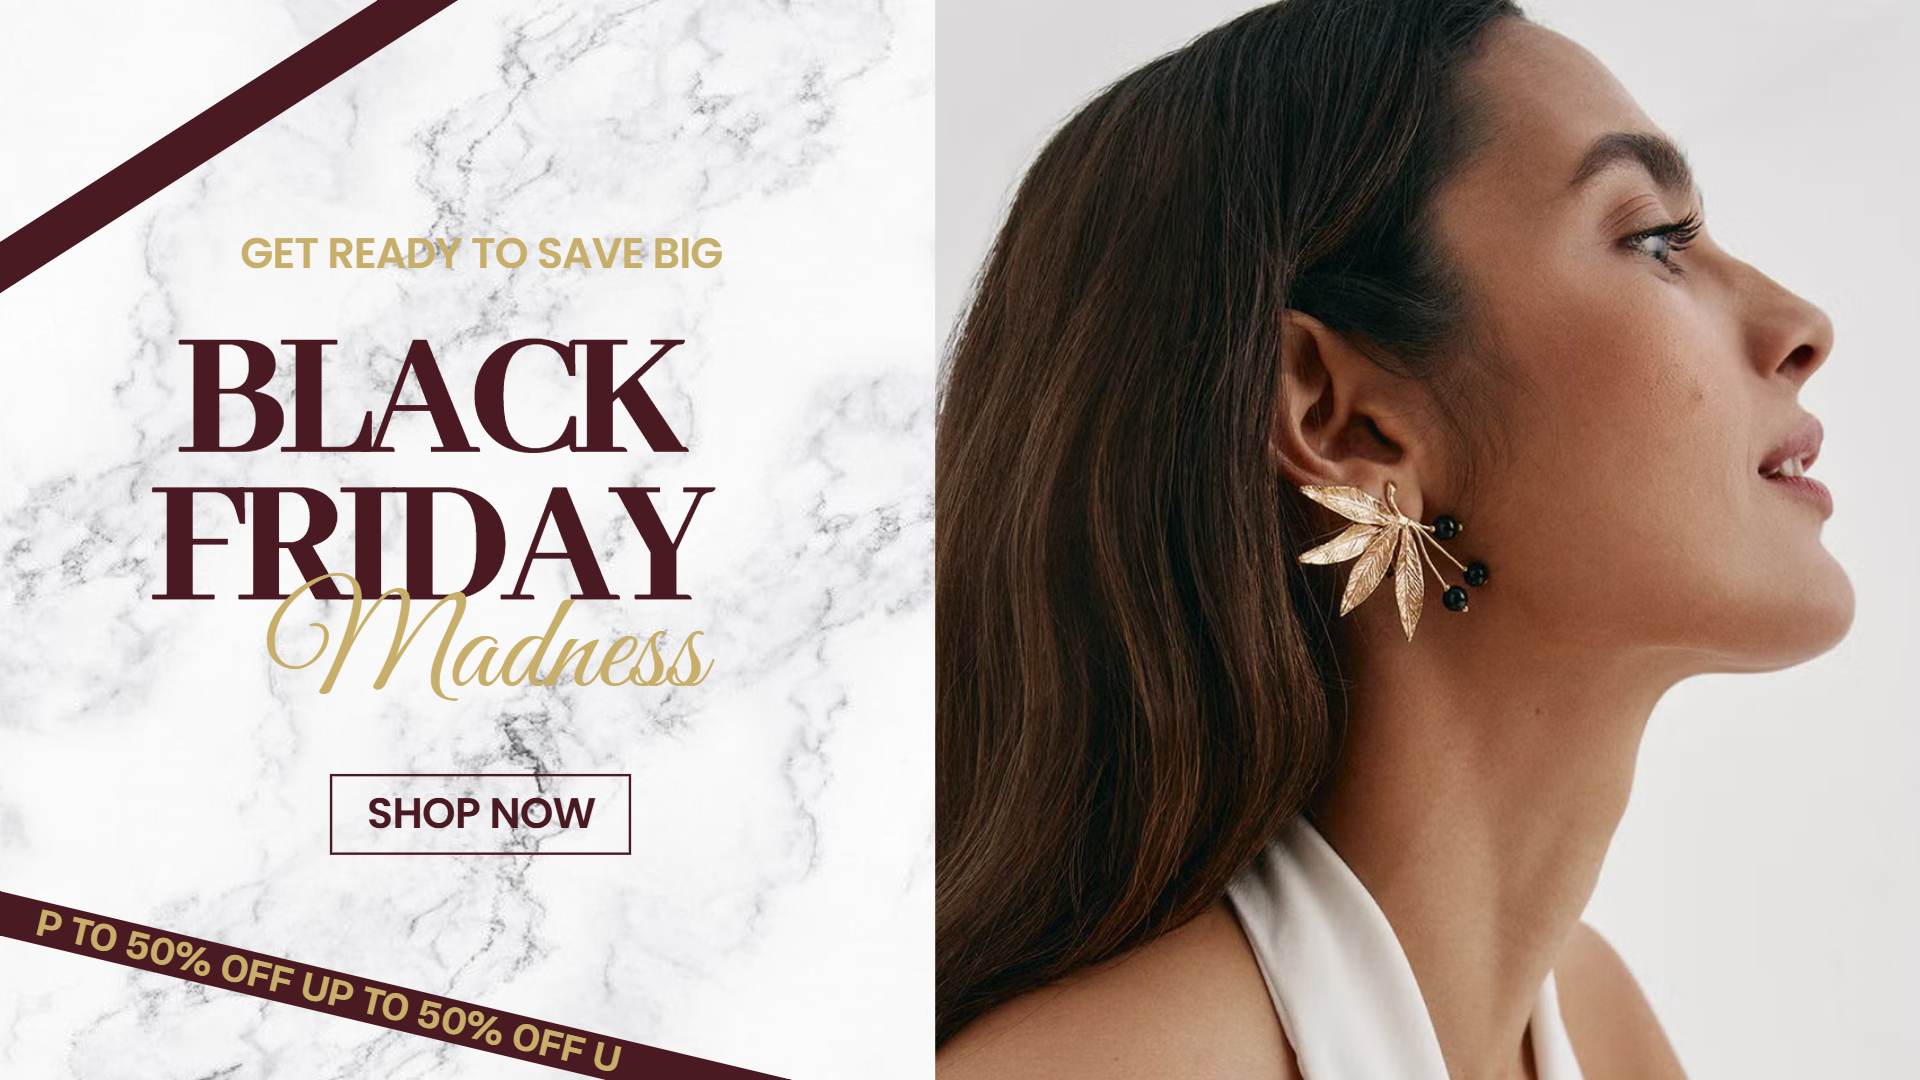 GET READY TO SAVE BIG
BLACK
FRIDAY
Madness
SHOP NOW
P TO 50% OFF UP TO 50% OFF U